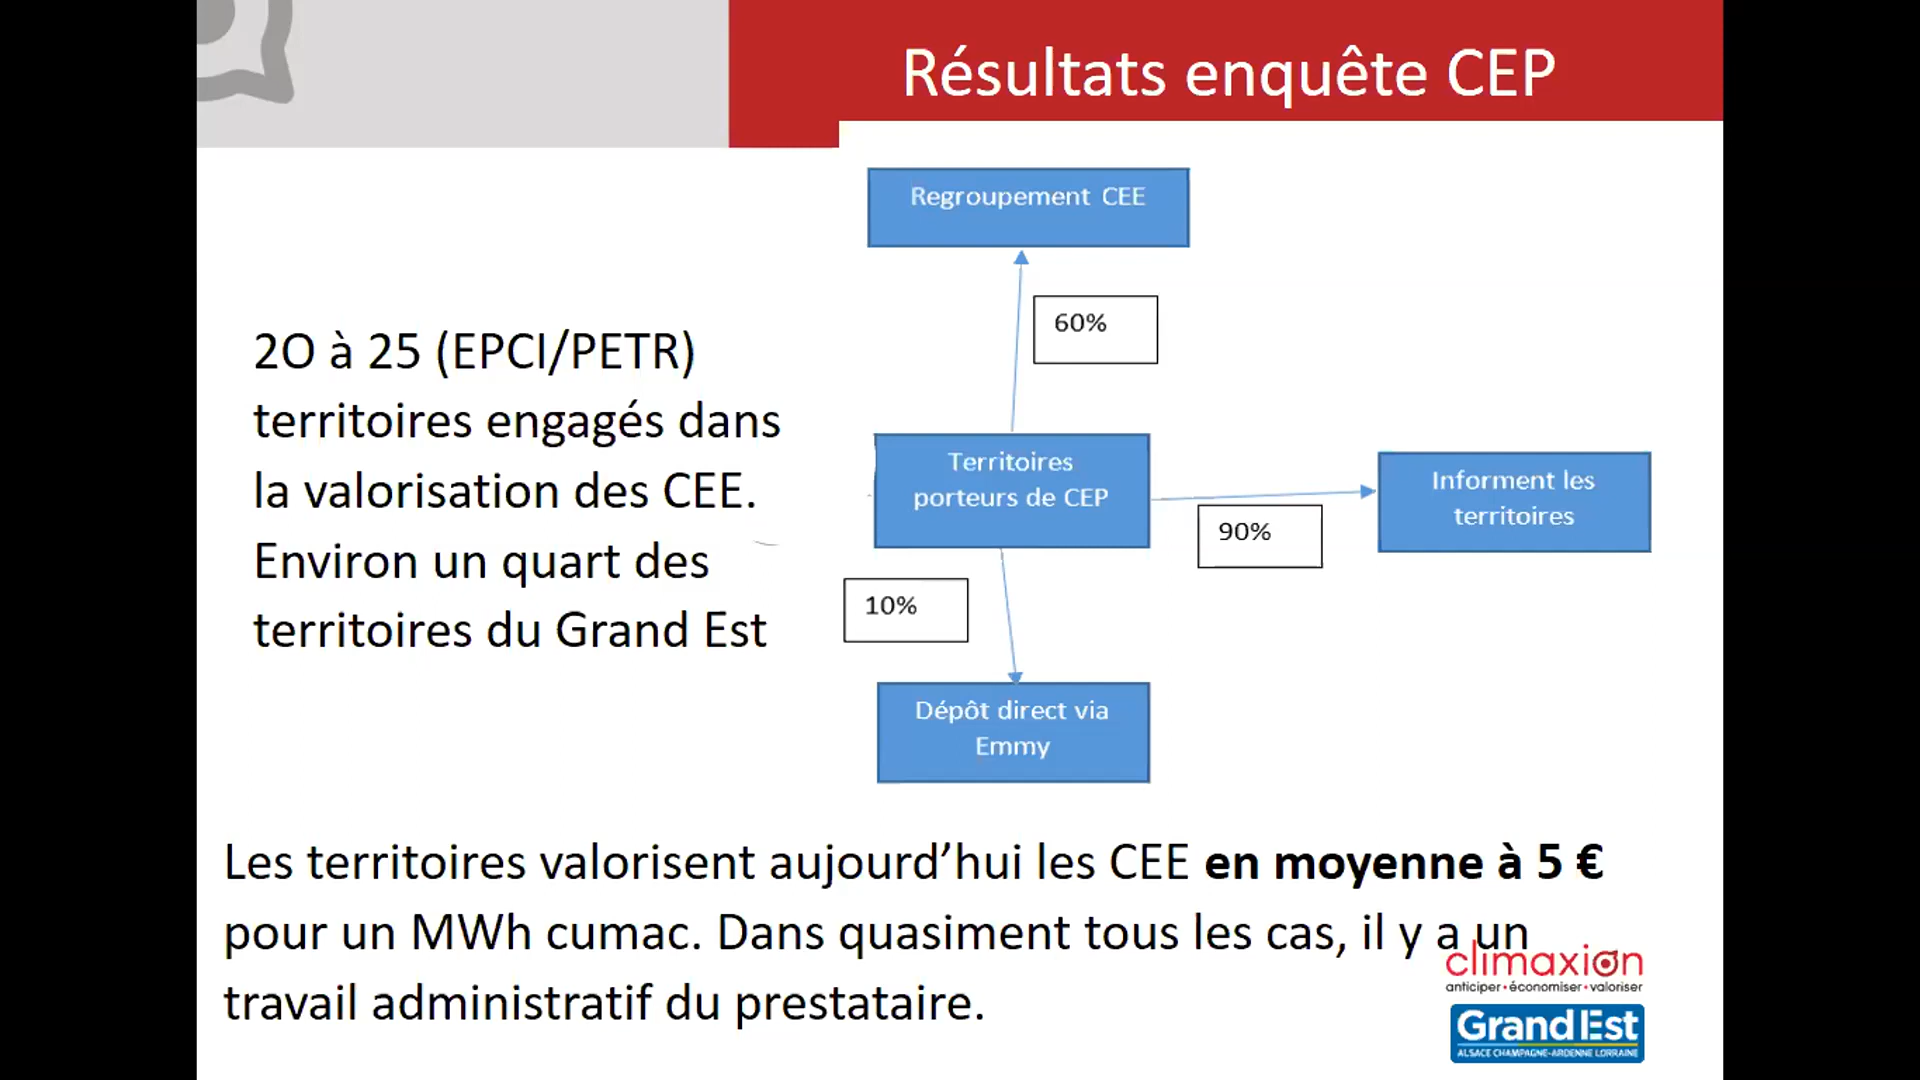 Résultats enquête CEP
Regroupement CEE
60%
2O à 25 (EPCI/PETR)
territoires engagés dans
la valorisation des CEE.
Environ un quart des
territoires du Grand Est
Territoires
porteurs de CEP
90%
Informent les
territoires
10%
Dépôt direct via
Emmy
Les territoires valorisent aujourd’hui les CEE en moyenne à 5 €
pour un MWh cumac. Dans quasiment tous les cas, il y a un
travail administratif du prestataire.
climaxion
anticiper • économiser • valoriser
Grand Est
ALSACE CHAMPAGNE-ARDENNE LORRAINE